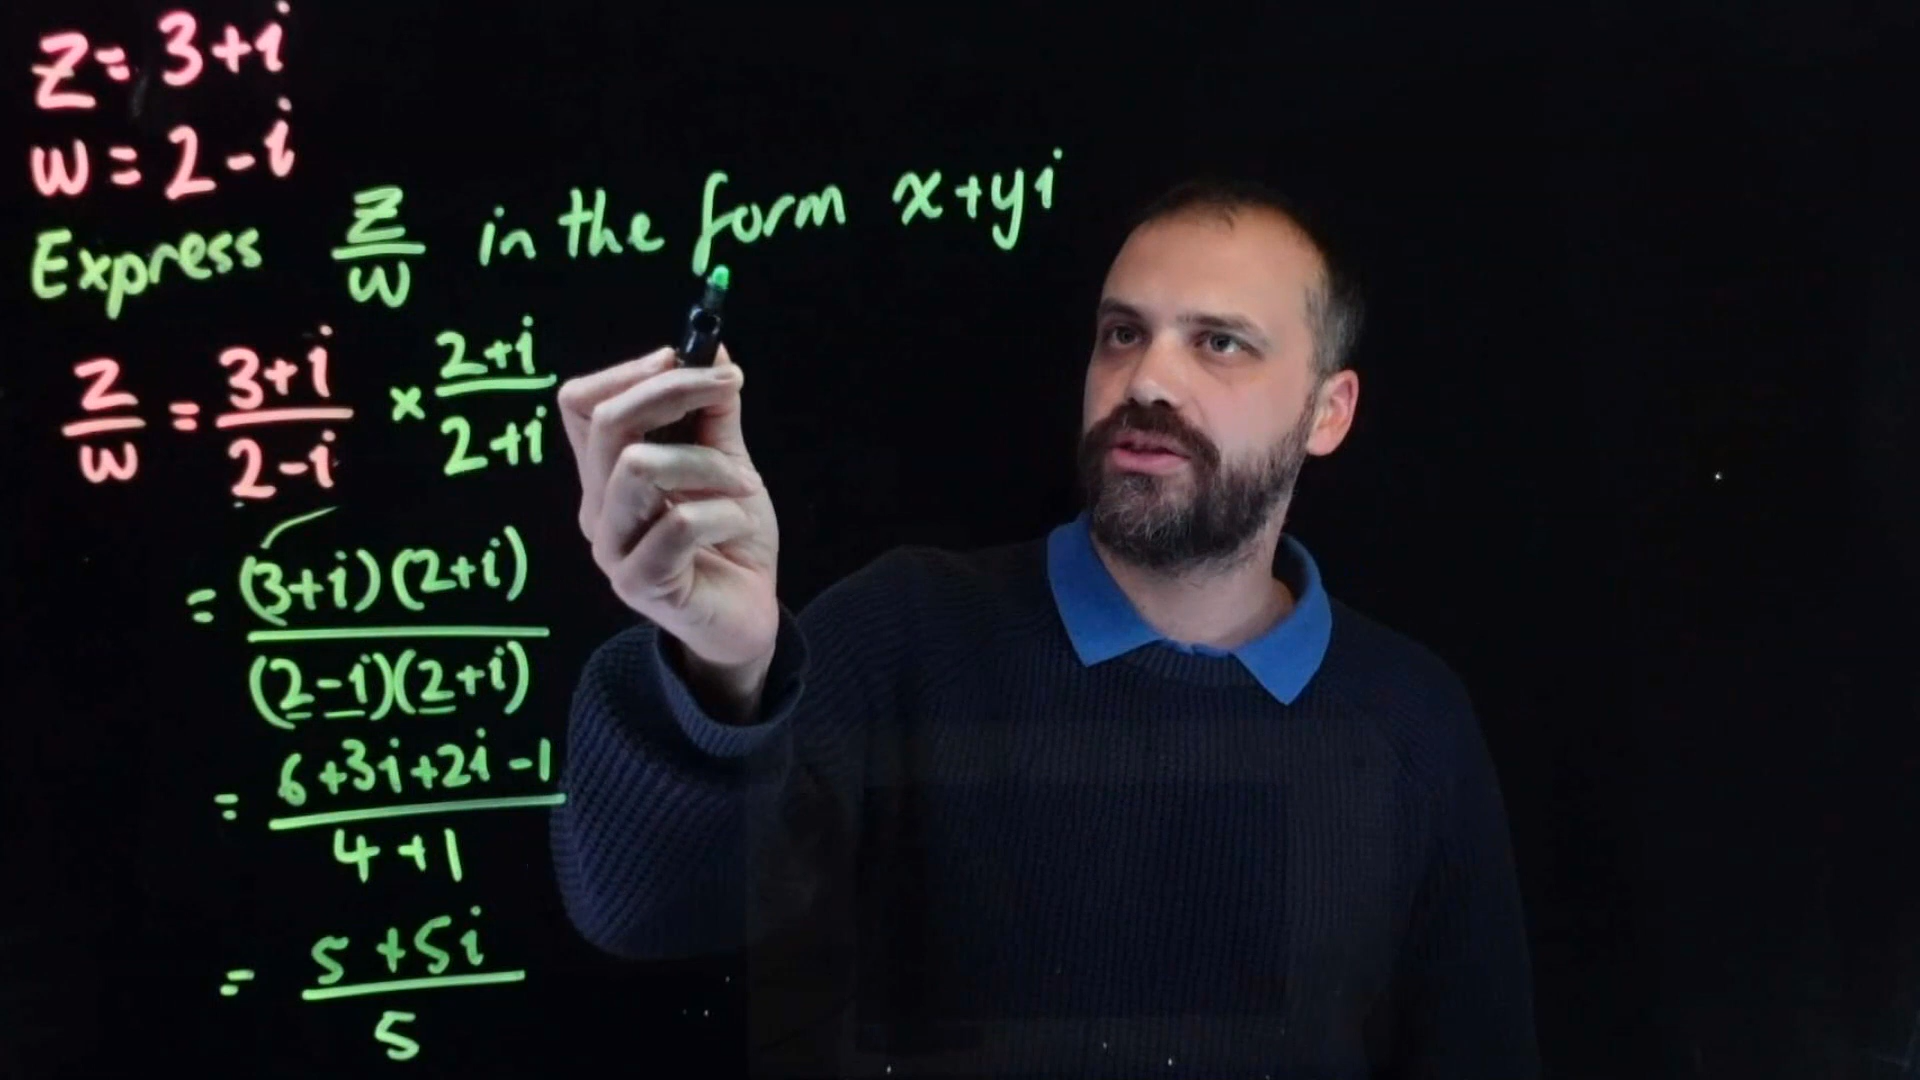 z = 3+i
w = 2-i
Express z/w in the form x+yi
z/w = 3+i/2-i × 2+i/2+i
= (3+i)(2+i)/(2-i)(2+i)
= 6+3i+2i-1/4+1
= 5+5i/5